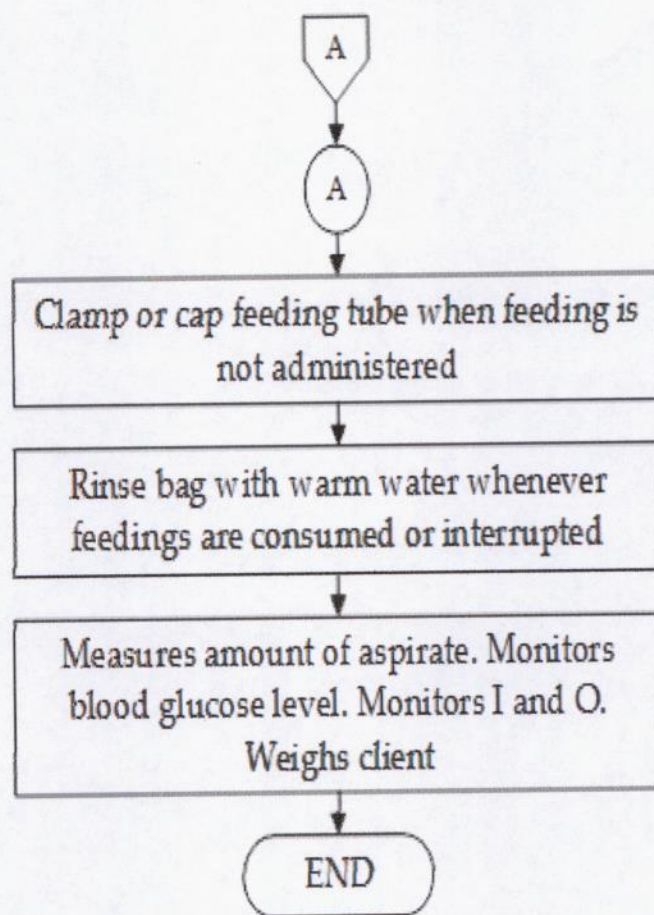 A
A
Clamp or cap feeding tube when feeding is
not administered
Rinse bag with warm water whenever
feedings are consumed or interrupted
Measures amount of aspirate. Monitors
blood glucose level. Monitors I and O.
Weighs client
END